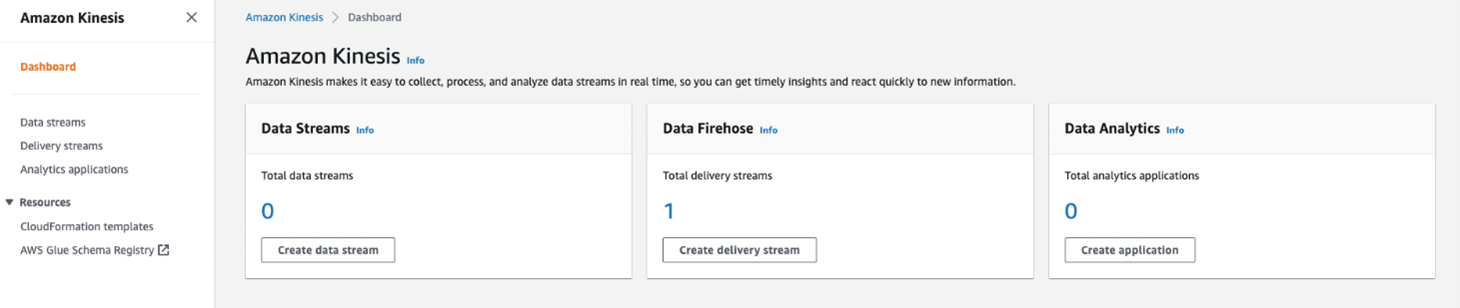 Amazon Kinesis
Dashboard
Data streams
Delivery streams
Analytics applications
Resources
CloudFormation templates
AWS Glue Schema Registry
Amazon Kinesis > Dashboard
Amazon Kinesis Info
Amazon Kinesis makes it easy to collect, process, and analyze data streams in real time, so you can get timely insights and react quickly to new information.
Data Streams Info
Total data streams
0
Create data stream
Data Firehose Info
Total delivery streams
1
Create delivery stream
Data Analytics Info
Total analytics applications
0
Create application